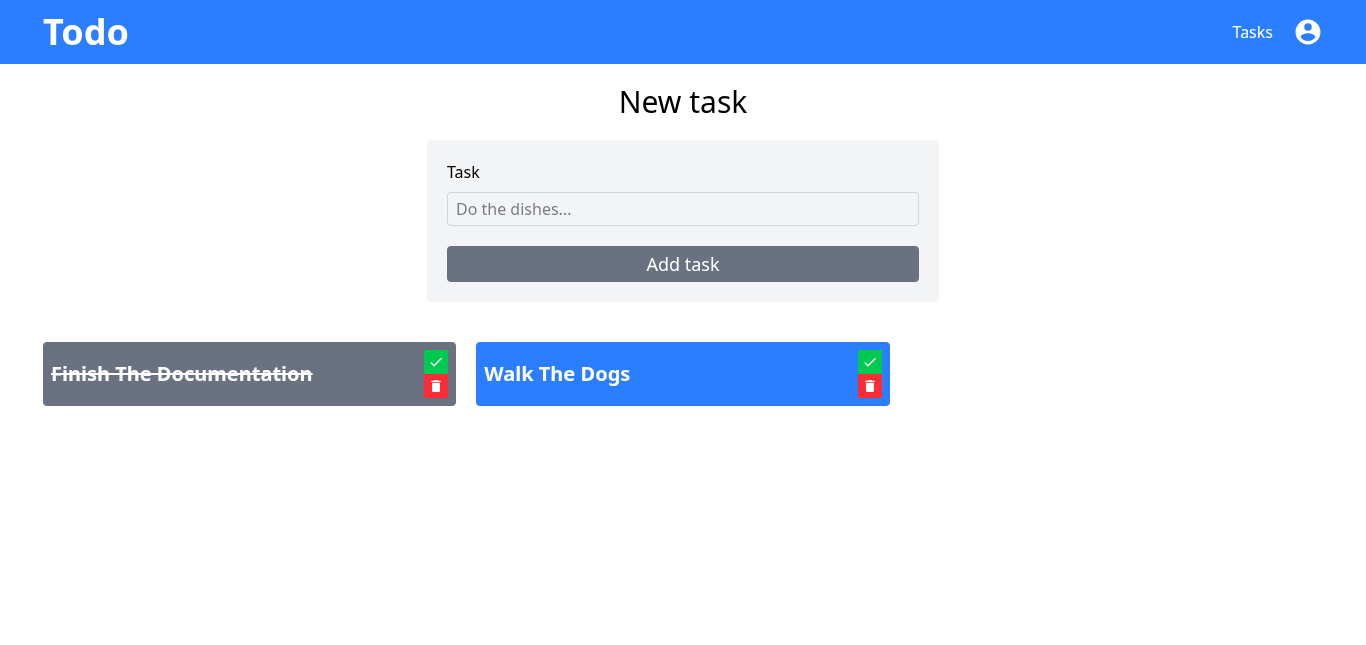 Todo
Tasks
New task
Task
Do the dishes...
Add task
Finish The Documentation
Walk The Dogs